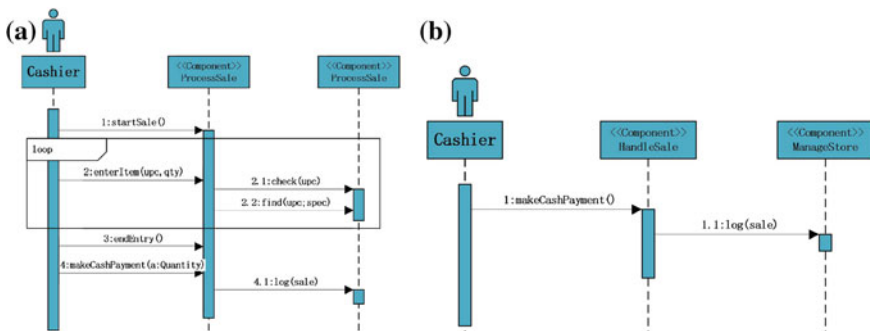 (a)
Cashier
<<Component>>
ProcessSale
<<Component>>
ProcessSale
1:startSale()
loop
2:enterItem(upc,qty)
2.1:check(upc)
2.2:find(upc;spec)
3:endEntry()
4:makeCashPayment(a:Quantity)
4.1:log(sale)
(b)
Cashier
<<Component>>
HandleSale
<<Component>>
ManageStore
1:makeCashPayment()
1.1:log(sale)